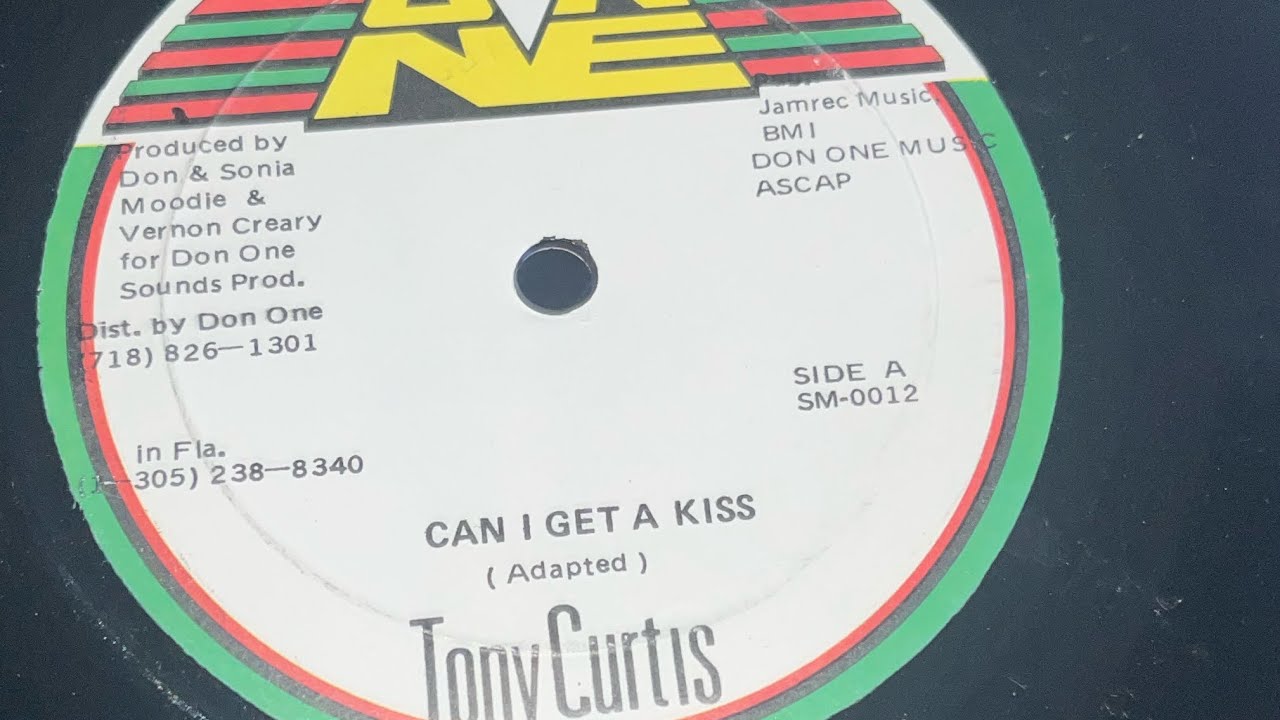 NE
Produced by
Don & Sonia
Moodie &
Vernon Creary
for Don One
Sounds Prod.
Dist. by Don One
(718) 826—1301
in Fla.
(1—305) 238—8340
Jamrec Music,
BMI
DON ONE MUSIC
ASCAP
SIDE A
SM-0012
CAN I GET A KISS
( Adapted )
Tony Curtis